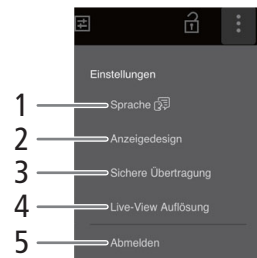 Einstellungen
1 Sprache
2 Anzeigedesign
3 Sichere Übertragung
4 Live-View Auflösung
5 Abmelden